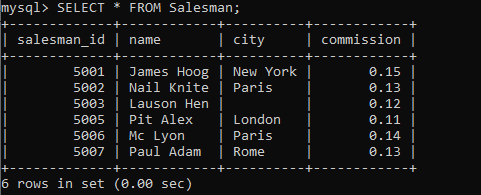 mysql> SELECT * FROM Salesman;
+-------------+------------+----------+------------+
| salesman_id | name       | city     | commission |
+-------------+------------+----------+------------+
|        5001 | James Hoog | New York |       0.15 |
|        5002 | Nail Knite | Paris    |       0.13 |
|        5003 | Lauson Hen |          |       0.12 |
|        5005 | Pit Alex   | London   |       0.11 |
|        5006 | Mc Lyon    | Paris    |       0.14 |
|        5007 | Paul Adam  | Rome     |       0.13 |
+-------------+------------+----------+------------+
6 rows in set (0.00 sec)